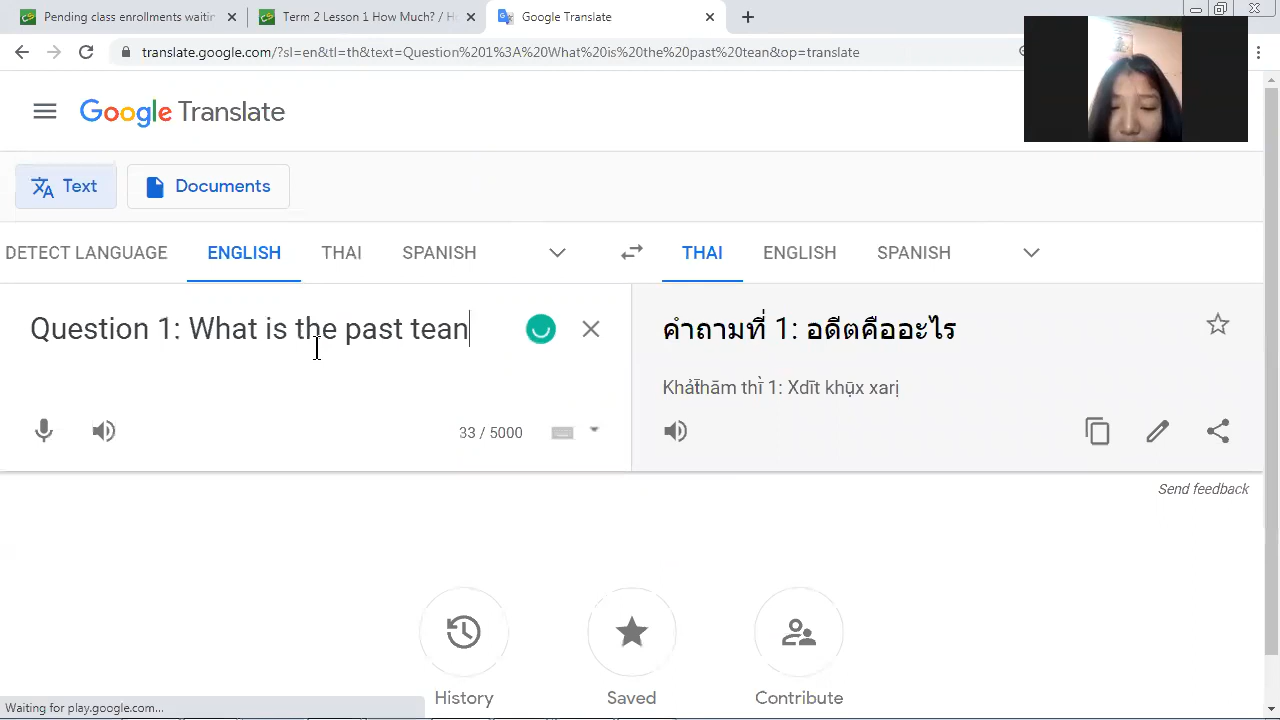 Pending class enrollments waitin
Term 2 Lesson 1 How Much? / H
Google Translate
translate.google.com/?sl=en&tl=th&text=Question%201%3A%20What%20is%20the%20past%20tean&op=translate
Google Translate
Text
Documents
DETECT LANGUAGE ENGLISH THAI SPANISH
THAI ENGLISH SPANISH
Question 1: What is the past tean
คำถามที่ 1: อดีตคืออะไร
Khảt̄hām thī̀ 1: Xdīt khụ̄x xarị
33 / 5000
Send feedback
History
Saved
Contribute
Waiting for play.google.com...